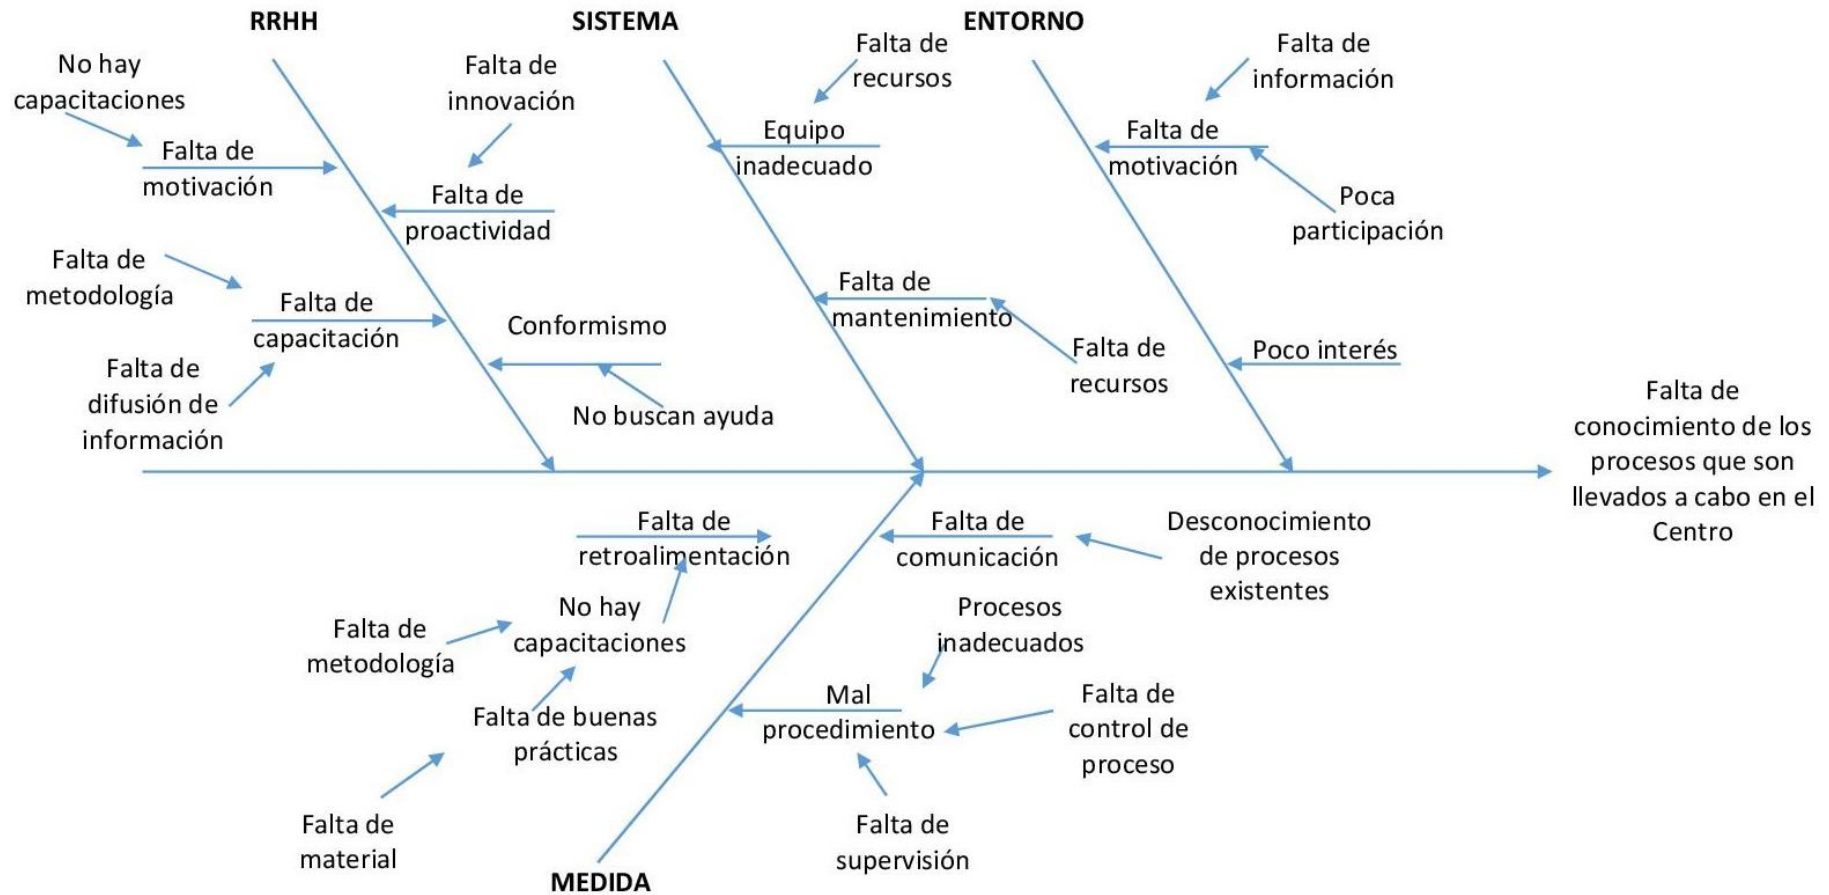 RRHH
SISTEMA
ENTORNO
No hay
capacitaciones
Falta de
motivación
Falta de
innovación
Falta de
proactividad
Falta de
metodología
Falta de
capacitación
Falta de
difusión de
información
Conformismo
No buscan ayuda
Falta de
recursos
Equipo
inadecuado
Falta de
mantenimiento
Falta de
recursos
Falta de
información
Falta de
motivación
Poca
participación
Poco interés
Falta de
conocimiento de los
procesos que son
llevados a cabo en el
Centro
Falta de
retroalimentación
No hay
capacitaciones
Falta de
metodología
Falta de buenas
prácticas
Falta de
material
Falta de
comunicación
Desconocimiento
de procesos
existentes
Procesos
inadecuados
Mal
procedimiento
Falta de
control de
proceso
Falta de
supervisión
MEDIDA